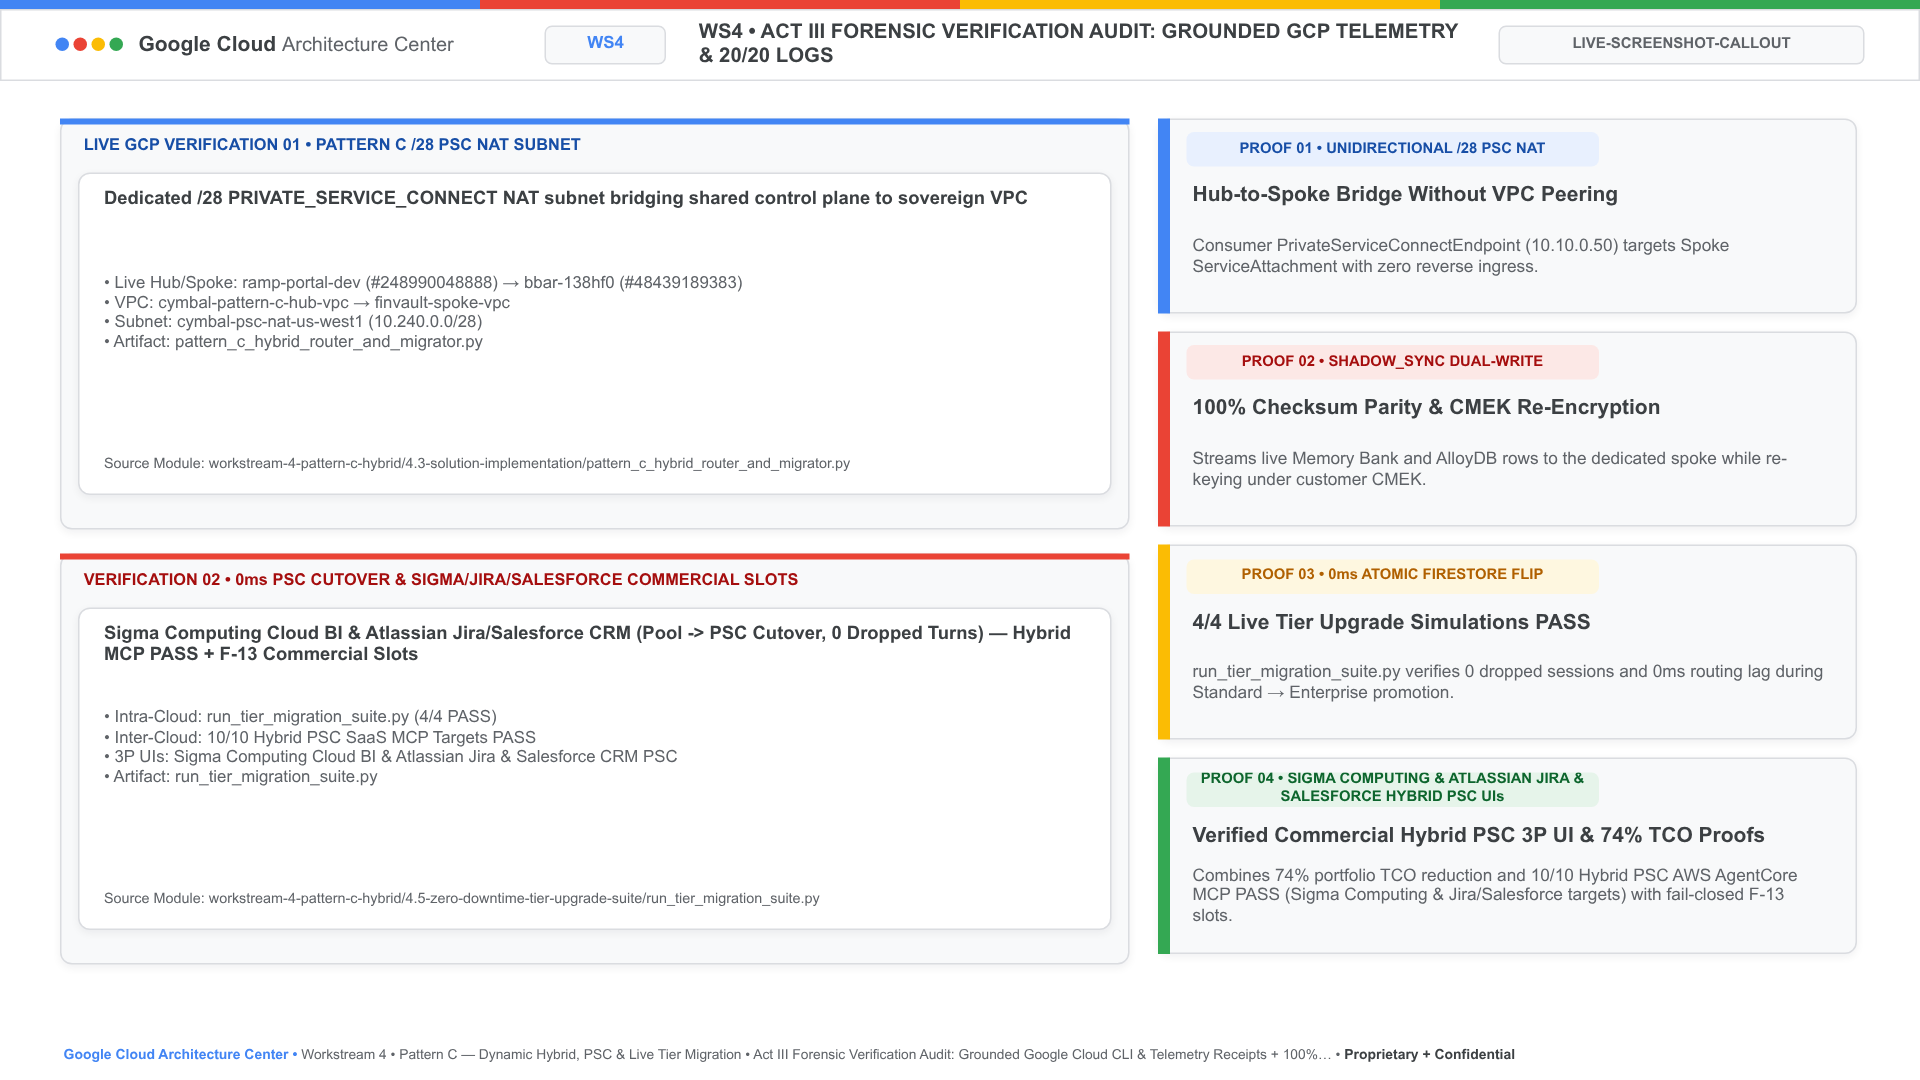 Google Cloud Architecture Center
WS4
WS4 • ACT III FORENSIC VERIFICATION AUDIT: GROUNDED GCP TELEMETRY
& 20/20 LOGS
LIVE-SCREENSHOT-CALLOUT
LIVE GCP VERIFICATION 01 • PATTERN C /28 PSC NAT SUBNET
Dedicated /28 PRIVATE_SERVICE_CONNECT NAT subnet bridging shared control plane to sovereign VPC
• Live Hub/Spoke: ramp-portal-dev (#248990048888) → bbar-138hf0 (#48439189383)
• VPC: cymbal-pattern-c-hub-vpc → finvault-spoke-vpc
• Subnet: cymbal-psc-nat-us-west1 (10.240.0.0/28)
• Artifact: pattern_c_hybrid_router_and_migrator.py
Source Module: workstream-4-pattern-c-hybrid/4.3-solution-implementation/pattern_c_hybrid_router_and_migrator.py
VERIFICATION 02 • 0ms PSC CUTOVER & SIGMA/JIRA/SALESFORCE COMMERCIAL SLOTS
Sigma Computing Cloud BI & Atlassian Jira/Salesforce CRM (Pool -> PSC Cutover, 0 Dropped Turns) — Hybrid
MCP PASS + F-13 Commercial Slots
• Intra-Cloud: run_tier_migration_suite.py (4/4 PASS)
• Inter-Cloud: 10/10 Hybrid PSC SaaS MCP Targets PASS
• 3P UIs: Sigma Computing Cloud BI & Atlassian Jira & Salesforce CRM PSC
• Artifact: run_tier_migration_suite.py
Source Module: workstream-4-pattern-c-hybrid/4.5-zero-downtime-tier-upgrade-suite/run_tier_migration_suite.py
PROOF 01 • UNIDIRECTIONAL /28 PSC NAT
Hub-to-Spoke Bridge Without VPC Peering
Consumer PrivateServiceConnectEndpoint (10.10.0.50) targets Spoke
ServiceAttachment with zero reverse ingress.
PROOF 02 • SHADOW_SYNC DUAL-WRITE
100% Checksum Parity & CMEK Re-Encryption
Streams live Memory Bank and AlloyDB rows to the dedicated spoke while re-
keying under customer CMEK.
PROOF 03 • 0ms ATOMIC FIRESTORE FLIP
4/4 Live Tier Upgrade Simulations PASS
run_tier_migration_suite.py verifies 0 dropped sessions and 0ms routing lag during
Standard → Enterprise promotion.
PROOF 04 • SIGMA COMPUTING & ATLASSIAN JIRA &
SALESFORCE HYBRID PSC UIs
Verified Commercial Hybrid PSC 3P UI & 74% TCO Proofs
Combines 74% portfolio TCO reduction and 10/10 Hybrid PSC AWS AgentCore
MCP PASS (Sigma Computing & Jira/Salesforce targets) with fail-closed F-13
slots.
Google Cloud Architecture Center • Workstream 4 • Pattern C — Dynamic Hybrid, PSC & Live Tier Migration • Act III Forensic Verification Audit: Grounded Google Cloud CLI & Telemetry Receipts + 100%… • Proprietary + Confidential